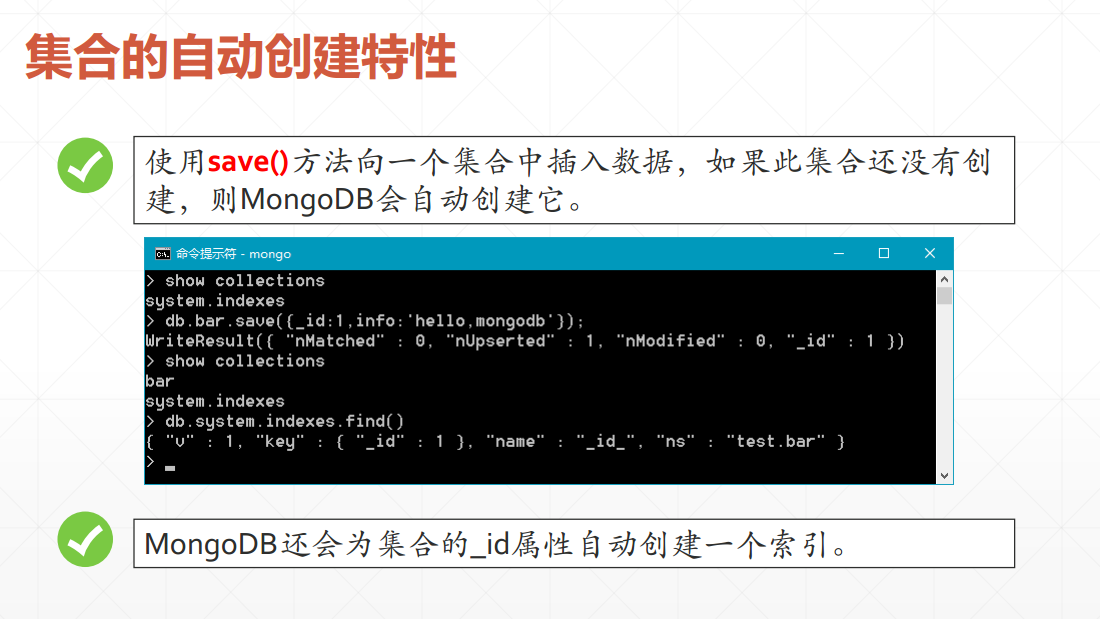 集合的自动创建特性
使用save()方法向一个集合中插入数据，如果此集合还没有创
建，则MongoDB会自动创建它。
命令提示符 - mongo
> show collections
system.indexes
> db.bar.save({_id:1,info:'hello,mongodb'});
WriteResult({ "nMatched" : 0, "nUpserted" : 1, "nModified" : 0, "_id" : 1 })
> show collections
bar
system.indexes
> db.system.indexes.find()
{ "v" : 1, "key" : { "_id" : 1 }, "name" : "_id_", "ns" : "test.bar" }
>
MongoDB还会为集合的_id属性自动创建一个索引。